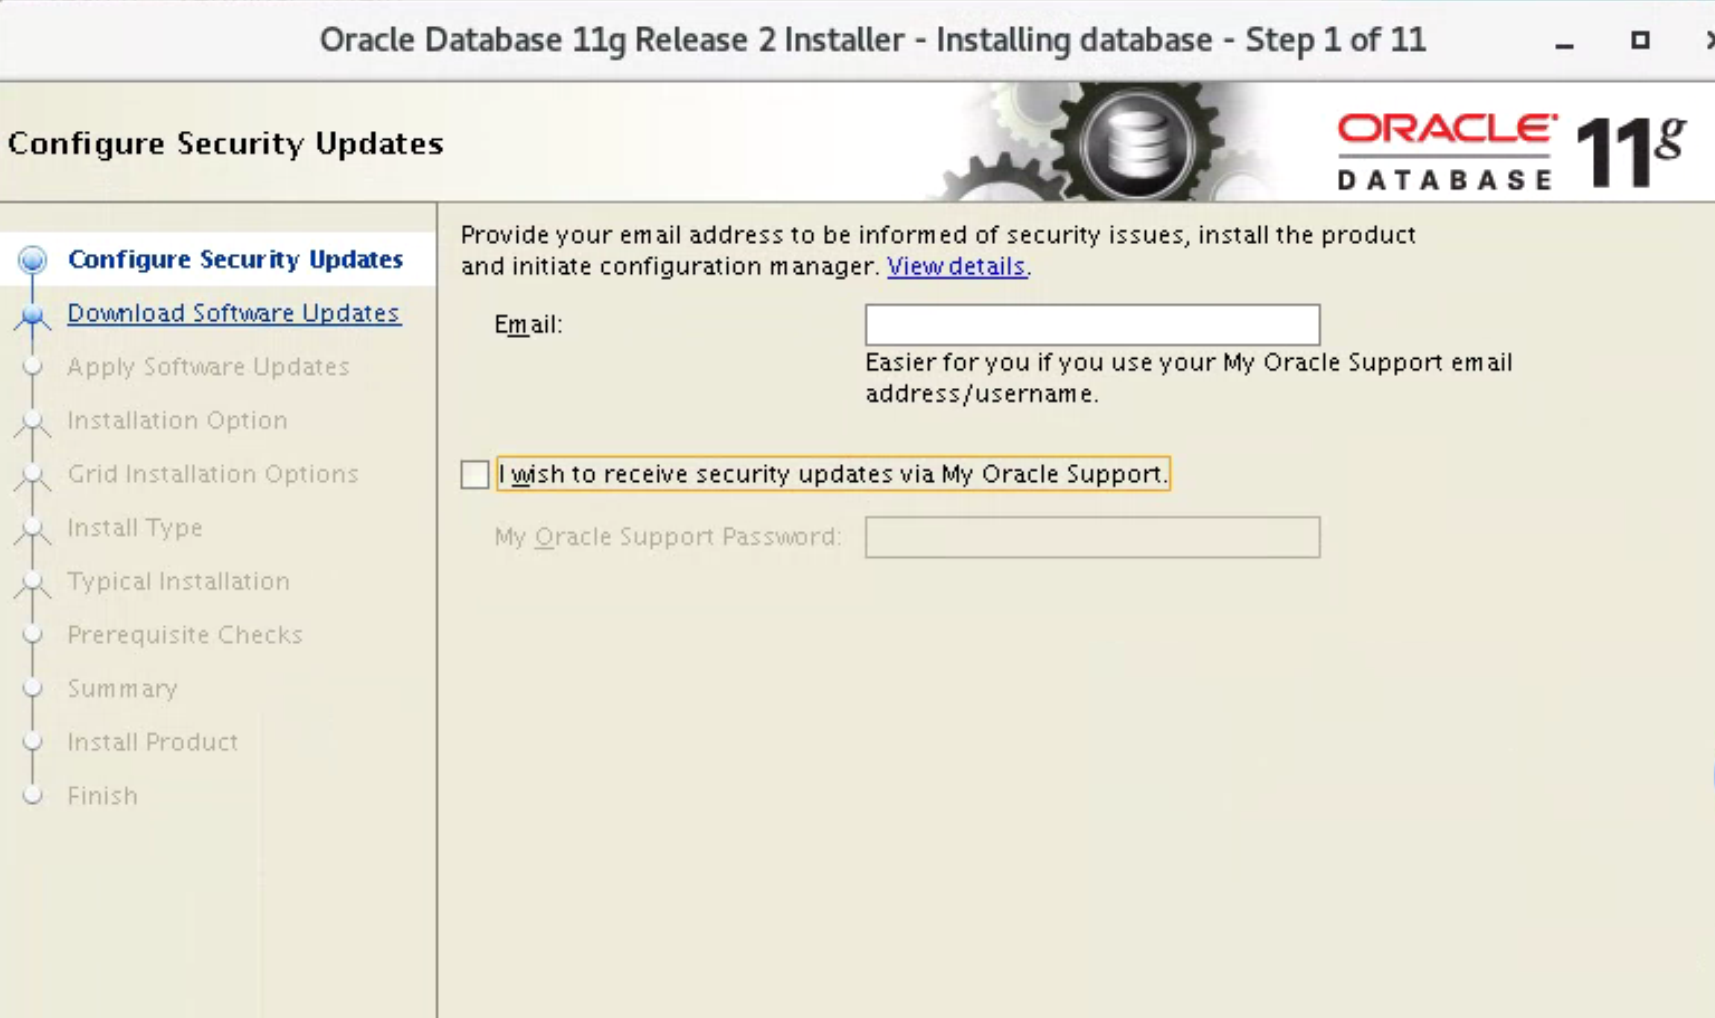 Oracle Database 11g Release 2 Installer - Installing database - Step 1 of 11
Configure Security Updates
ORACLE
DATABASE
11g
Configure Security Updates
Download Software Updates
Apply Software Updates
Installation Option
Grid Installation Options
Install Type
Typical Installation
Prerequisite Checks
Summary
Install Product
Finish
Provide your email address to be informed of security issues, install the product
and initiate configuration manager. View details.
Email:
Easier for you if you use your My Oracle Support email
address/username.
I wish to receive security updates via My Oracle Support.
My Oracle Support Password: